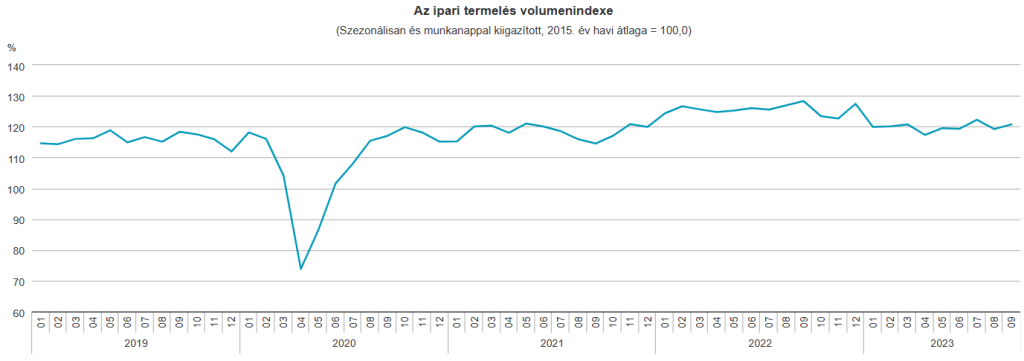 Az ipari termelés volumenindexe
(Szezonálisan és munkanappal kiigazított, 2015. év havi átlaga = 100,0)
%
140
130
120
110
100
90
80
70
60
01 02 03 04 05 06 07 08 09 10 11 12 01 02 03 04 05 06 07 08 09 10 11 12 01 02 03 04 05 06 07 08 09 10 11 12 01 02 03 04 05 06 07 08 09 10 11 12 01 02 03 04 05 06 07 08 09
2019 2020 2021 2022 2023